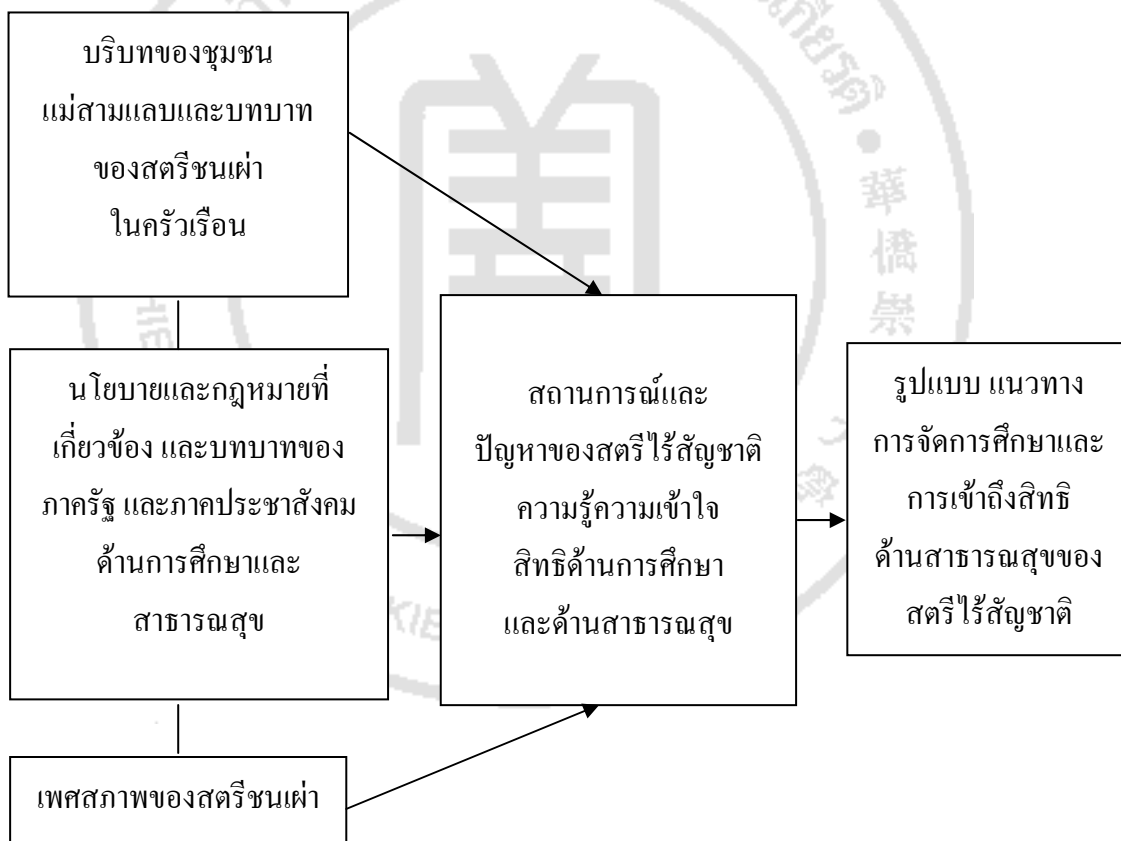 บริบทของชุมชน
แม่สามแลบและบทบาท
ของสตรีชนเผ่า
ในครัวเรือน
นโยบายและกฎหมายที่
เกี่ยวข้อง และบทบาทของ
ภาครัฐ และภาคประชาสังคม
ด้านการศึกษาและ
สาธารณสุข
เพศสภาพของสตรีชนเผ่า
สถานการณ์และ
ปัญหาของสตรีไร้สัญชาติ
ความรู้ความเข้าใจ
สิทธิด้านการศึกษา
และด้านสาธารณสุข
รูปแบบ แนวทาง
การจัดการศึกษาและ
การเข้าถึงสิทธิ
ด้านสาธารณสุขของ
สตรีไร้สัญชาติ
華
僑
崇